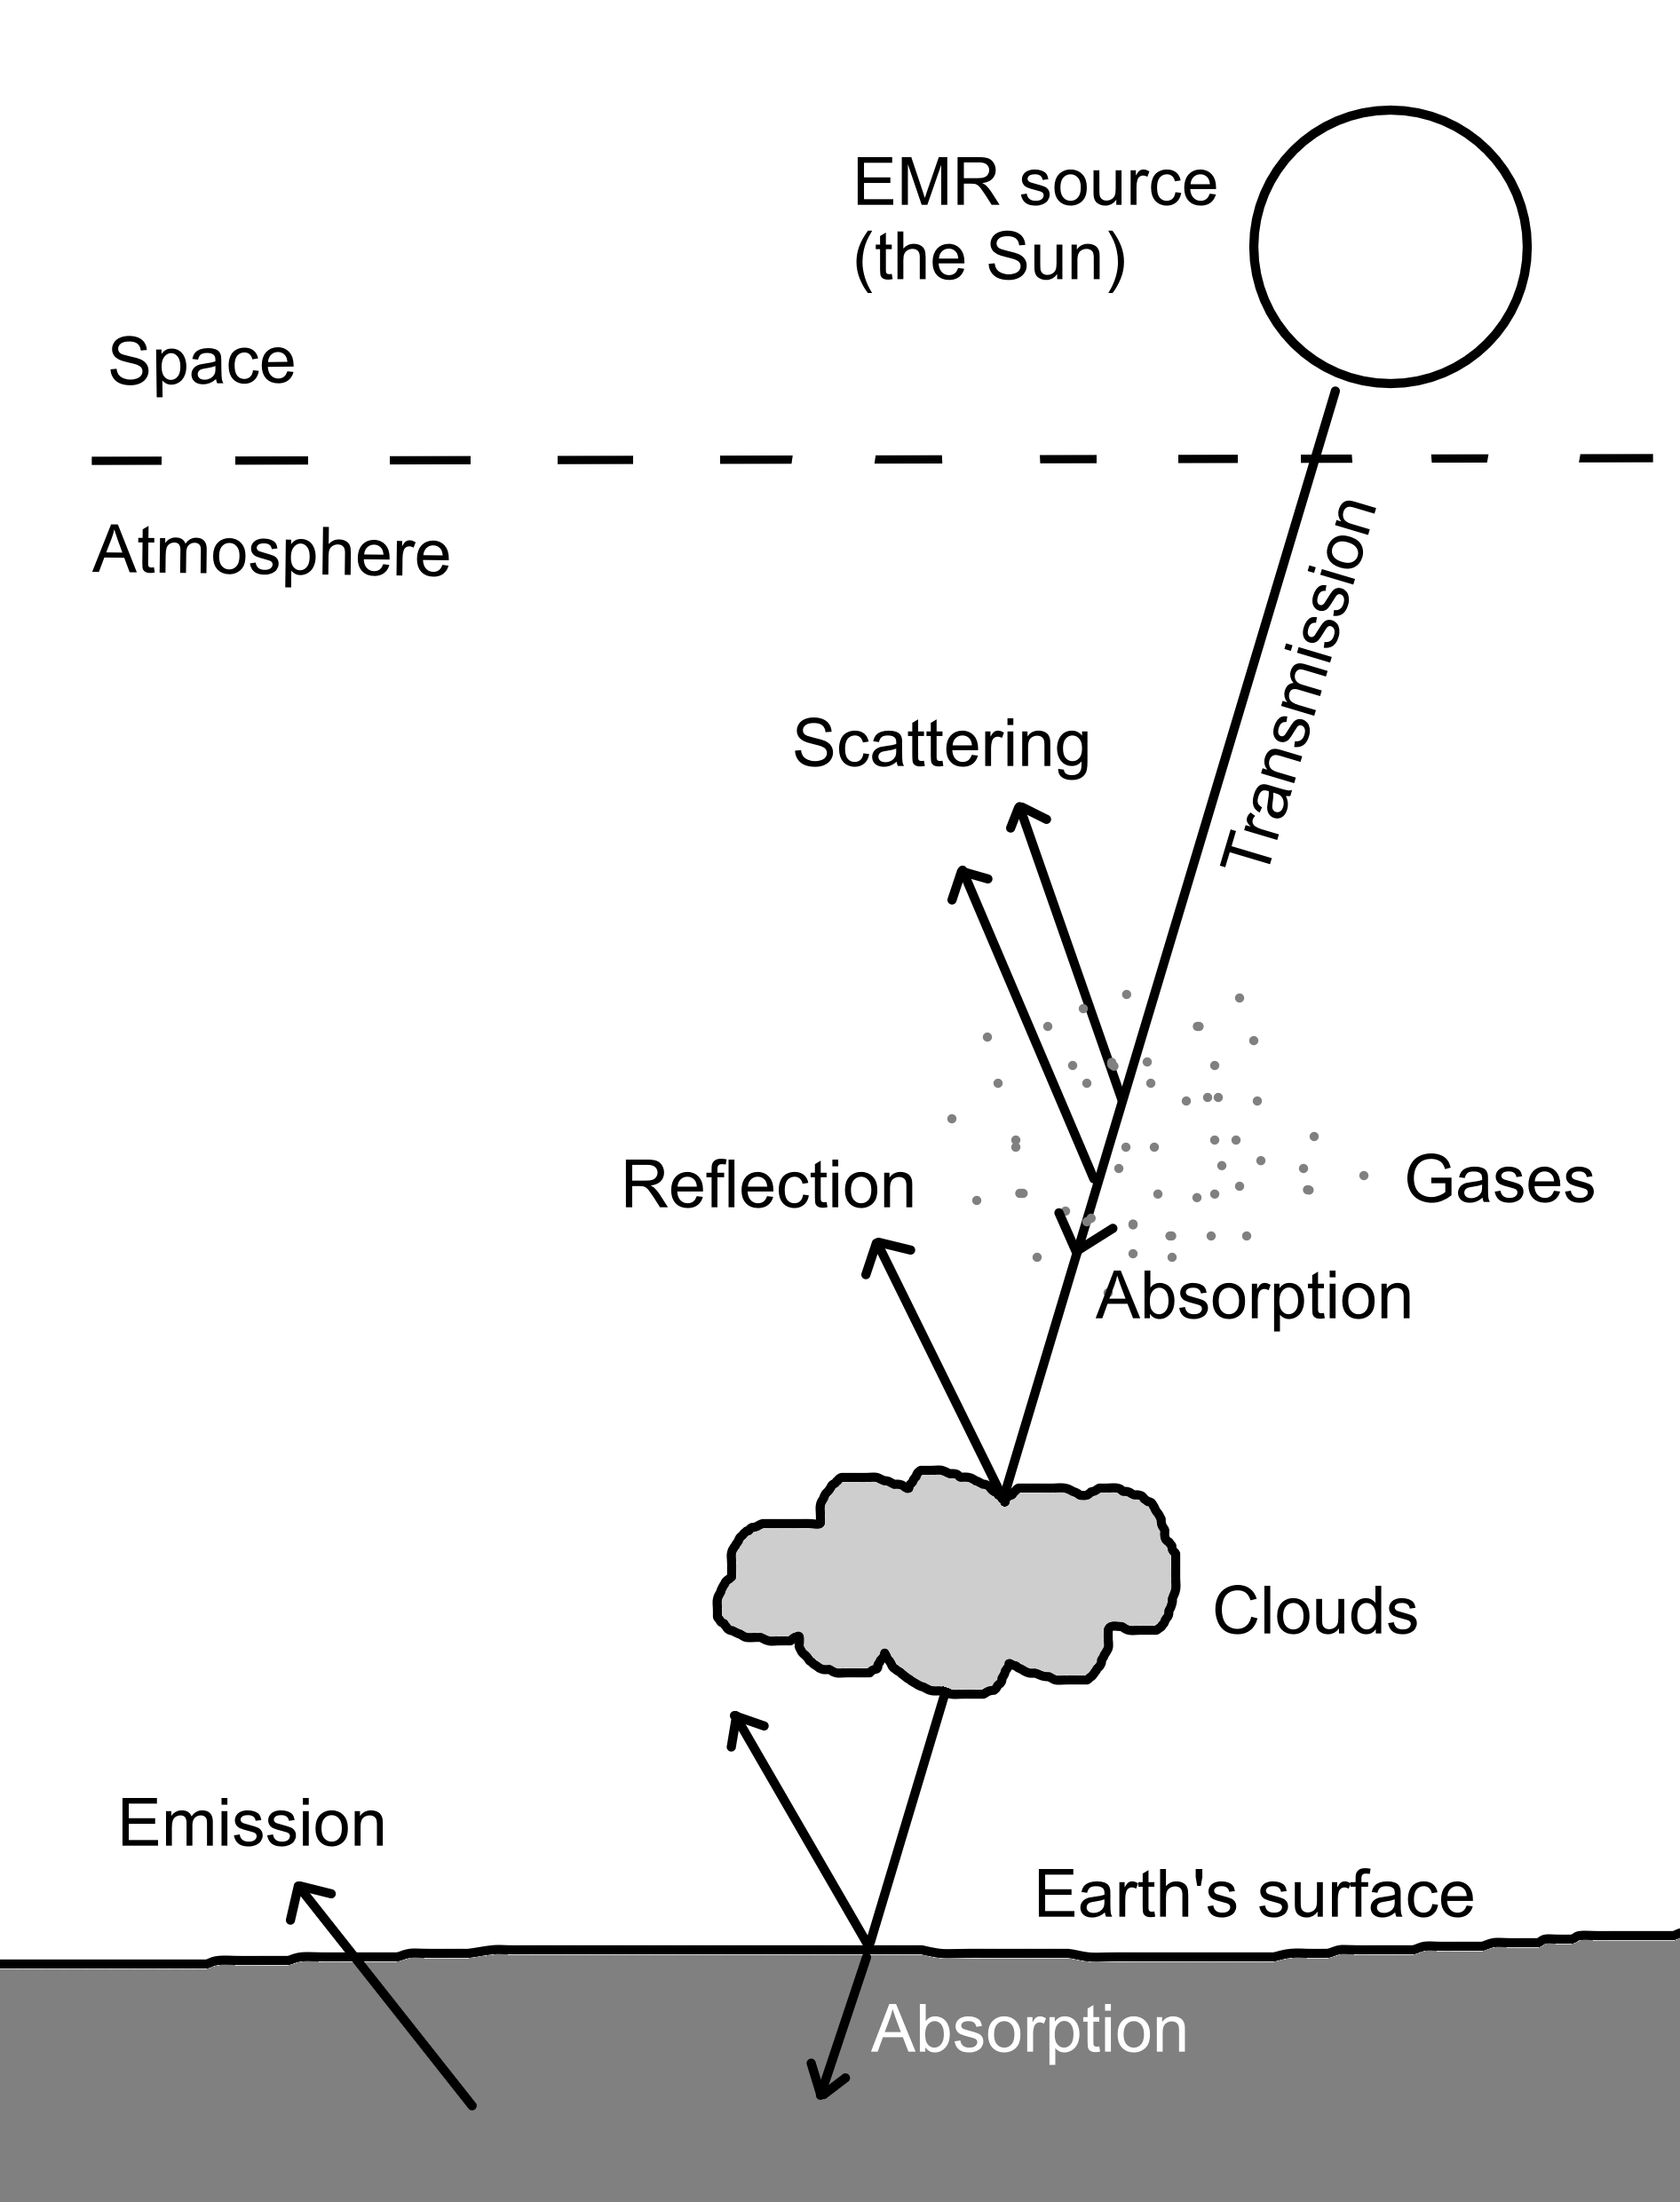 EMR source
(the Sun)
Space
Atmosphere
Transmission
Scattering
Reflection
Gases
Absorption
Clouds
Emission
Earth's surface
Absorption